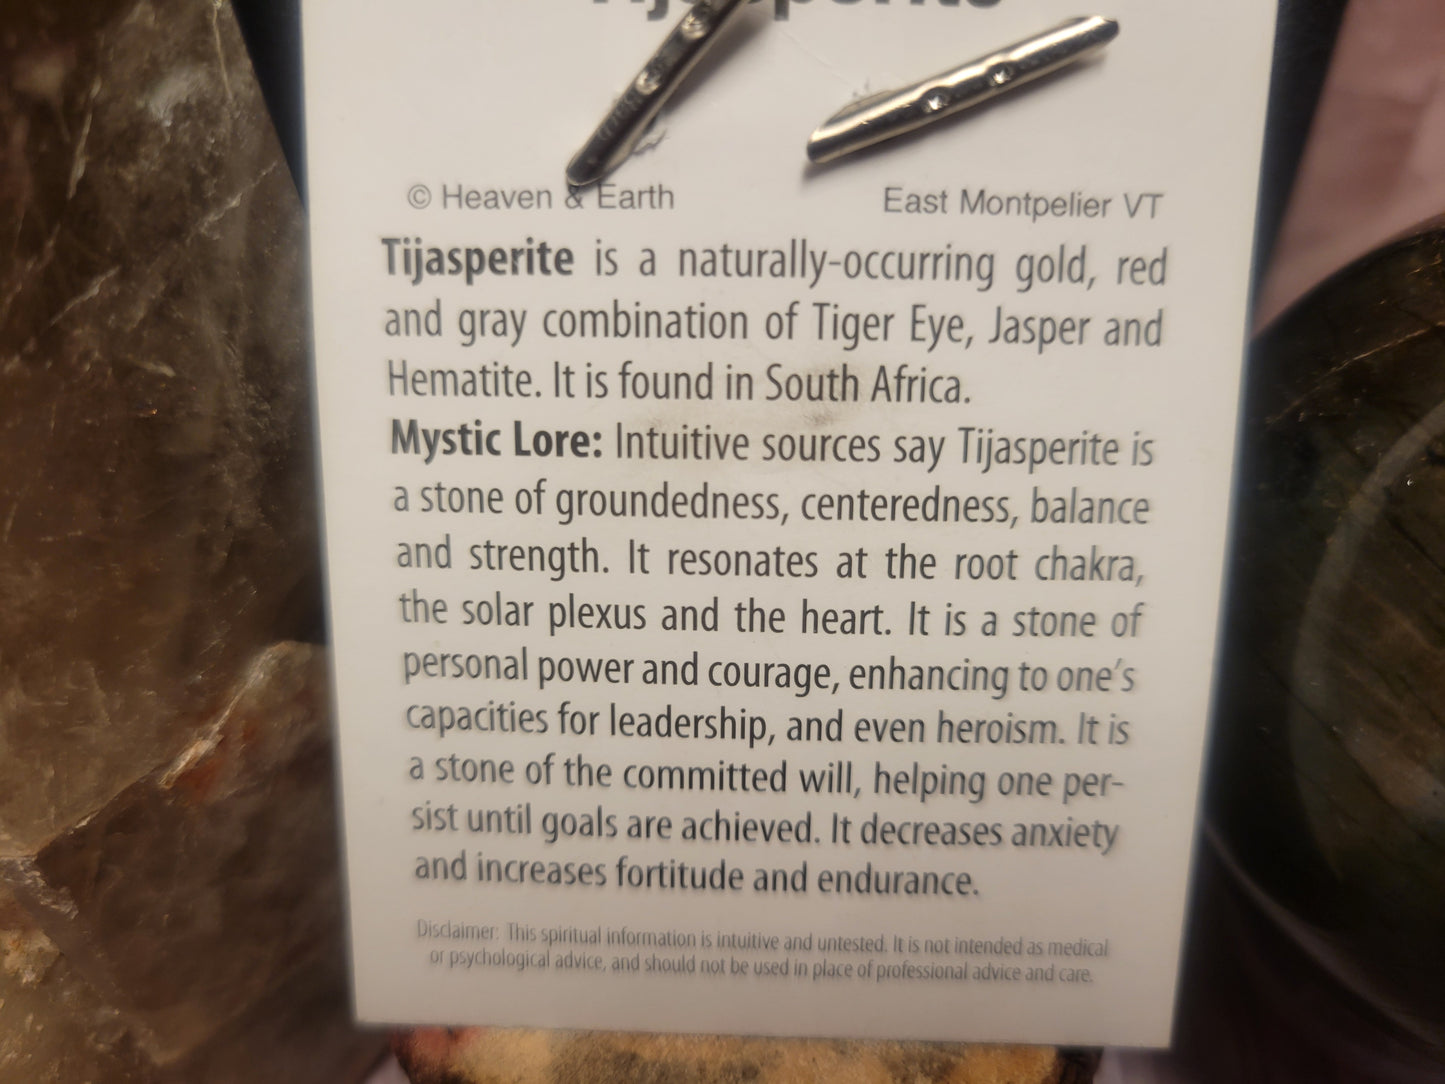 Tijasperite
© Heaven & Earth East Montpelier VT
Tijasperite is a naturally-occurring gold, red
and gray combination of Tiger Eye, Jasper and
Hematite. It is found in South Africa.
Mystic Lore: Intuitive sources say Tijasperite is
a stone of groundedness, centeredness, balance
and strength. It resonates at the root chakra,
the solar plexus and the heart. It is a stone of
personal power and courage, enhancing to one's
capacities for leadership, and even heroism. It is
a stone of the committed will, helping one per-
sist until goals are achieved. It decreases anxiety
and increases fortitude and endurance.
Disclaimer: This spiritual information is intuitive and untested. It is not intended as medical
or psychological advice, and should not be used in place of professional advice and care.